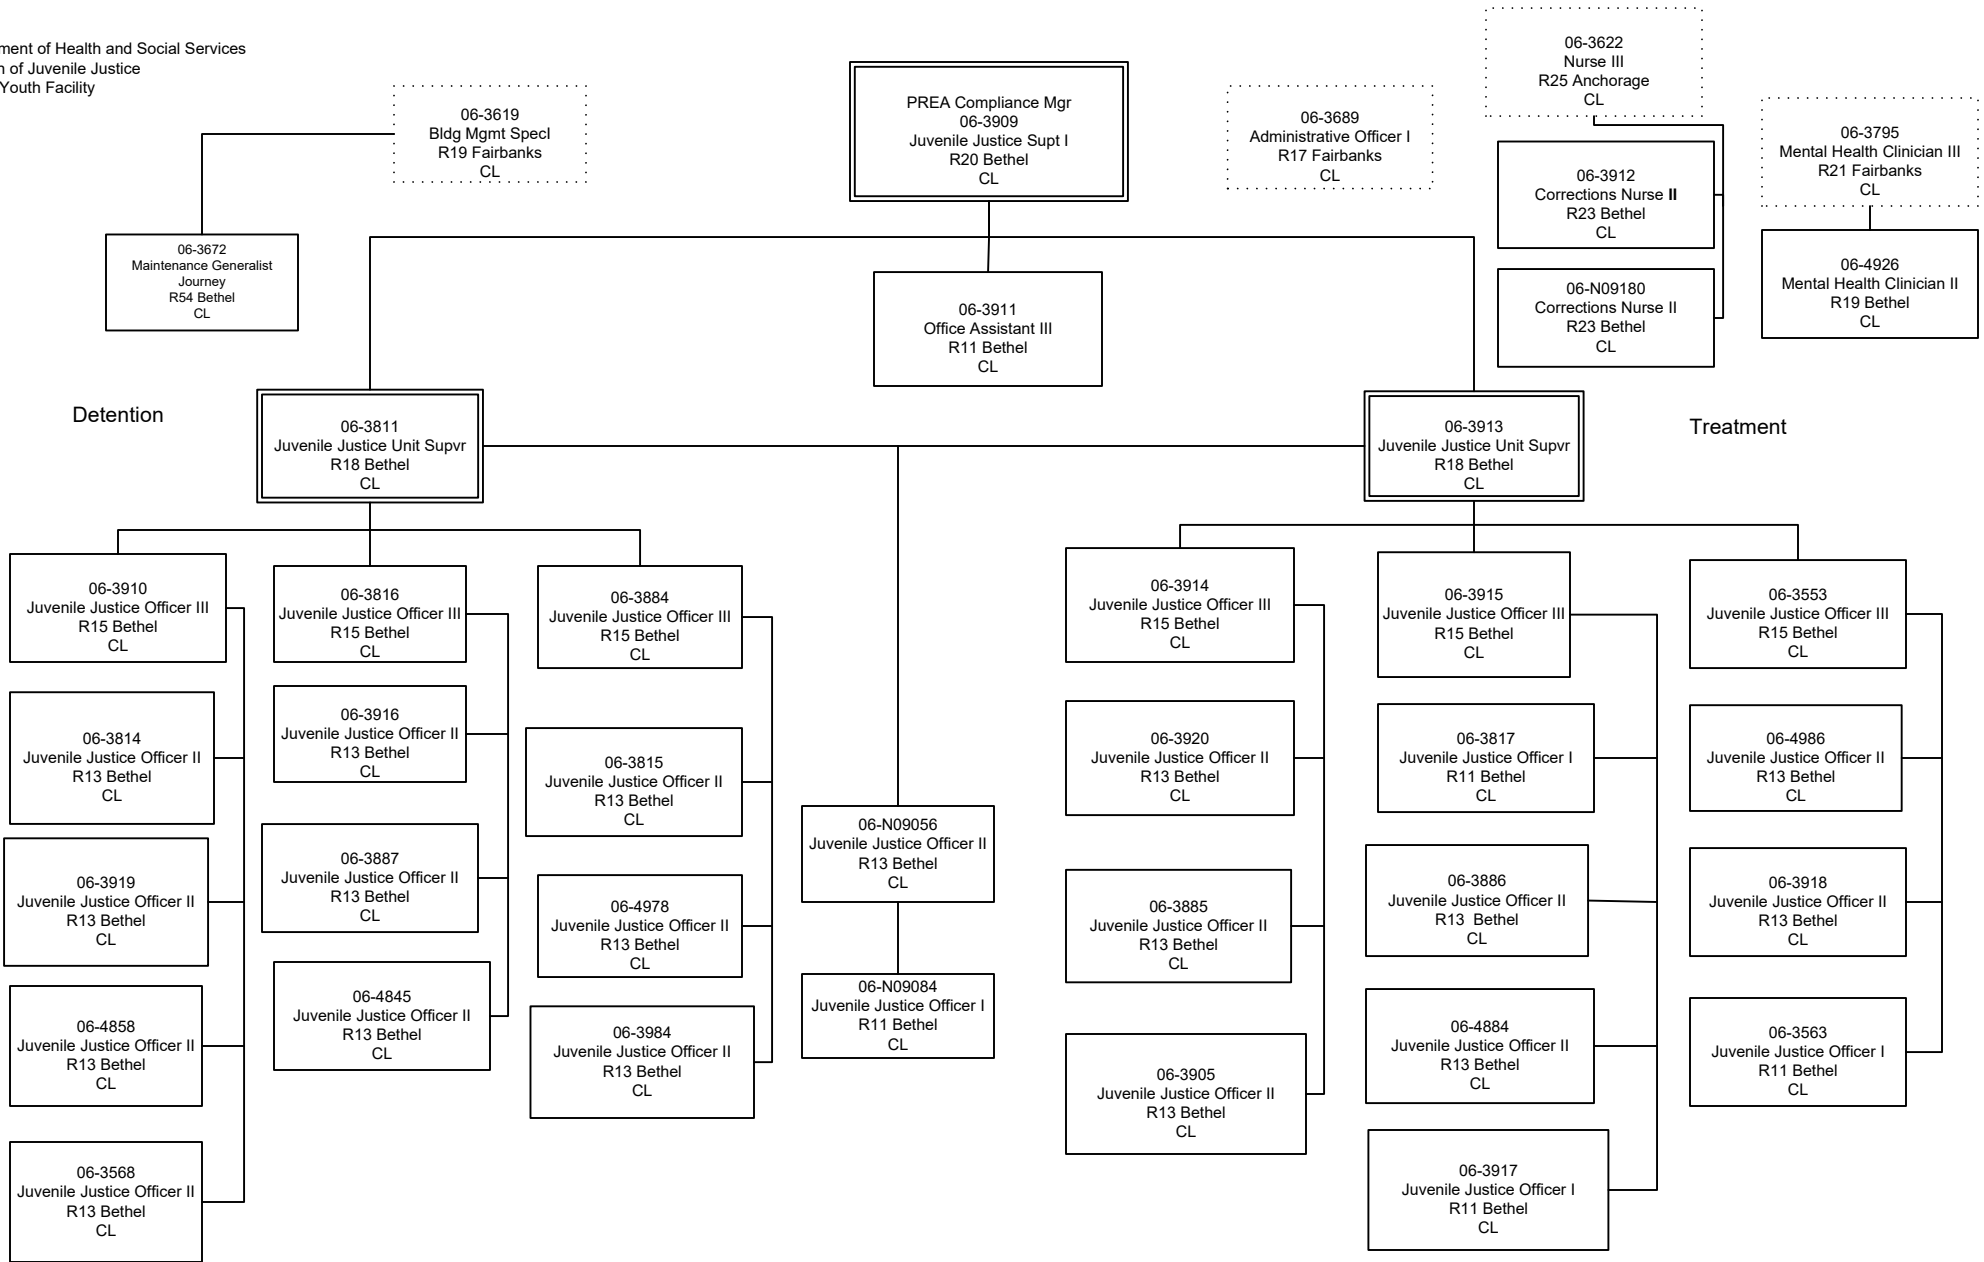 ment of Health and Social Services
n of Juvenile Justice
Youth Facility
06-3619
Bldg Mgmt SpecI
R19 Fairbanks
CL
PREA Compliance Mgr
06-3909
Juvenile Justice Supt I
R20 Bethel
CL
06-3689
Administrative Officer I
R17 Fairbanks
CL
06-3622
Nurse III
R25 Anchorage
CL
06-3795
Mental Health Clinician III
R21 Fairbanks
CL
06-3672
Maintenance Generalist
Journey
R54 Bethel
CL
06-3911
Office Assistant III
R11 Bethel
CL
06-3912
Corrections Nurse II
R23 Bethel
CL
06-N09180
Corrections Nurse II
R23 Bethel
CL
06-4926
Mental Health Clinician II
R19 Bethel
CL
Detention
06-3811
Juvenile Justice Unit Supvr
R18 Bethel
CL
06-3913
Juvenile Justice Unit Supvr
R18 Bethel
CL
Treatment
06-3910
Juvenile Justice Officer III
R15 Bethel
CL
06-3814
Juvenile Justice Officer II
R13 Bethel
CL
06-3919
Juvenile Justice Officer II
R13 Bethel
CL
06-4858
Juvenile Justice Officer II
R13 Bethel
CL
06-3568
Juvenile Justice Officer II
R13 Bethel
CL
06-3816
Juvenile Justice Officer III
R15 Bethel
CL
06-3916
Juvenile Justice Officer II
R13 Bethel
CL
06-3887
Juvenile Justice Officer II
R13 Bethel
CL
06-4845
Juvenile Justice Officer II
R13 Bethel
CL
06-3884
Juvenile Justice Officer III
R15 Bethel
CL
06-3815
Juvenile Justice Officer II
R13 Bethel
CL
06-4978
Juvenile Justice Officer II
R13 Bethel
CL
06-3984
Juvenile Justice Officer II
R13 Bethel
CL
06-N09056
Juvenile Justice Officer II
R13 Bethel
CL
06-N09084
Juvenile Justice Officer I
R11 Bethel
CL
06-3914
Juvenile Justice Officer III
R15 Bethel
CL
06-3920
Juvenile Justice Officer II
R13 Bethel
CL
06-3885
Juvenile Justice Officer II
R13 Bethel
CL
06-3905
Juvenile Justice Officer II
R13 Bethel
CL
06-3915
Juvenile Justice Officer III
R15 Bethel
CL
06-3817
Juvenile Justice Officer I
R11 Bethel
CL
06-3886
Juvenile Justice Officer II
R13 Bethel
CL
06-4884
Juvenile Justice Officer II
R13 Bethel
CL
06-3917
Juvenile Justice Officer I
R11 Bethel
CL
06-3553
Juvenile Justice Officer III
R15 Bethel
CL
06-4986
Juvenile Justice Officer II
R13 Bethel
CL
06-3918
Juvenile Justice Officer II
R13 Bethel
CL
06-3563
Juvenile Justice Officer I
R11 Bethel
CL